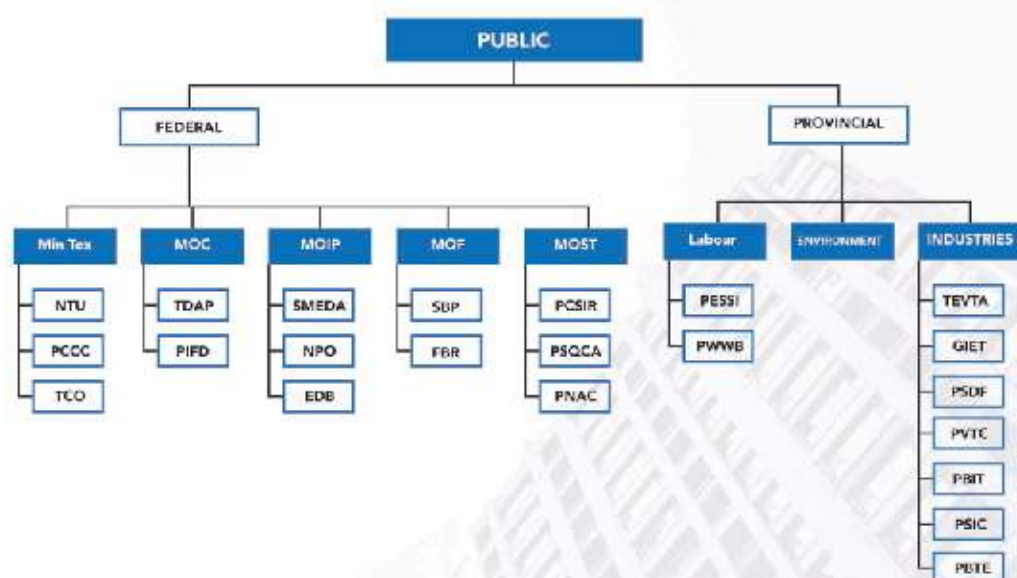 PUBLIC
FEDERAL
PROVINCIAL
Min Tex
MOC
MOIP
MOF
MOST
Labour
ENVIRONMENT
INDUSTRIES
NTU
TDAP
SMEDA
SBP
PCSIR
PESSI
TEVTA
PCCC
PIFD
NPO
FBR
PSQCA
PWWB
GIET
TCO
EDB
PNAC
PSDF
PVTC
PBIT
PSIC
PBTE